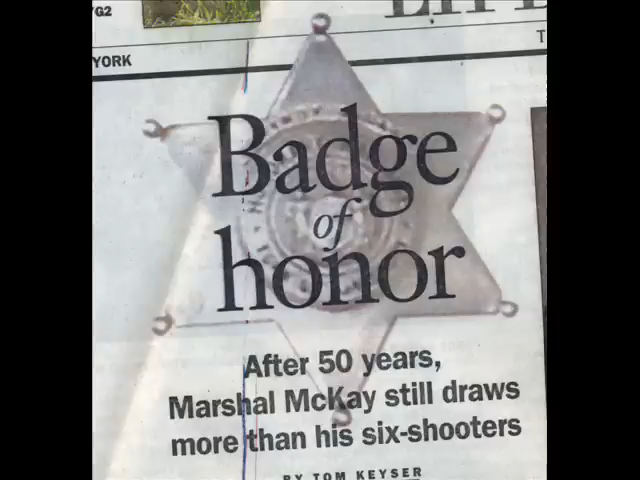 G2
YORK
Badge
of
honor
After 50 years,
Marshal McKay still draws
more than his six-shooters
BY TOM KEYSER